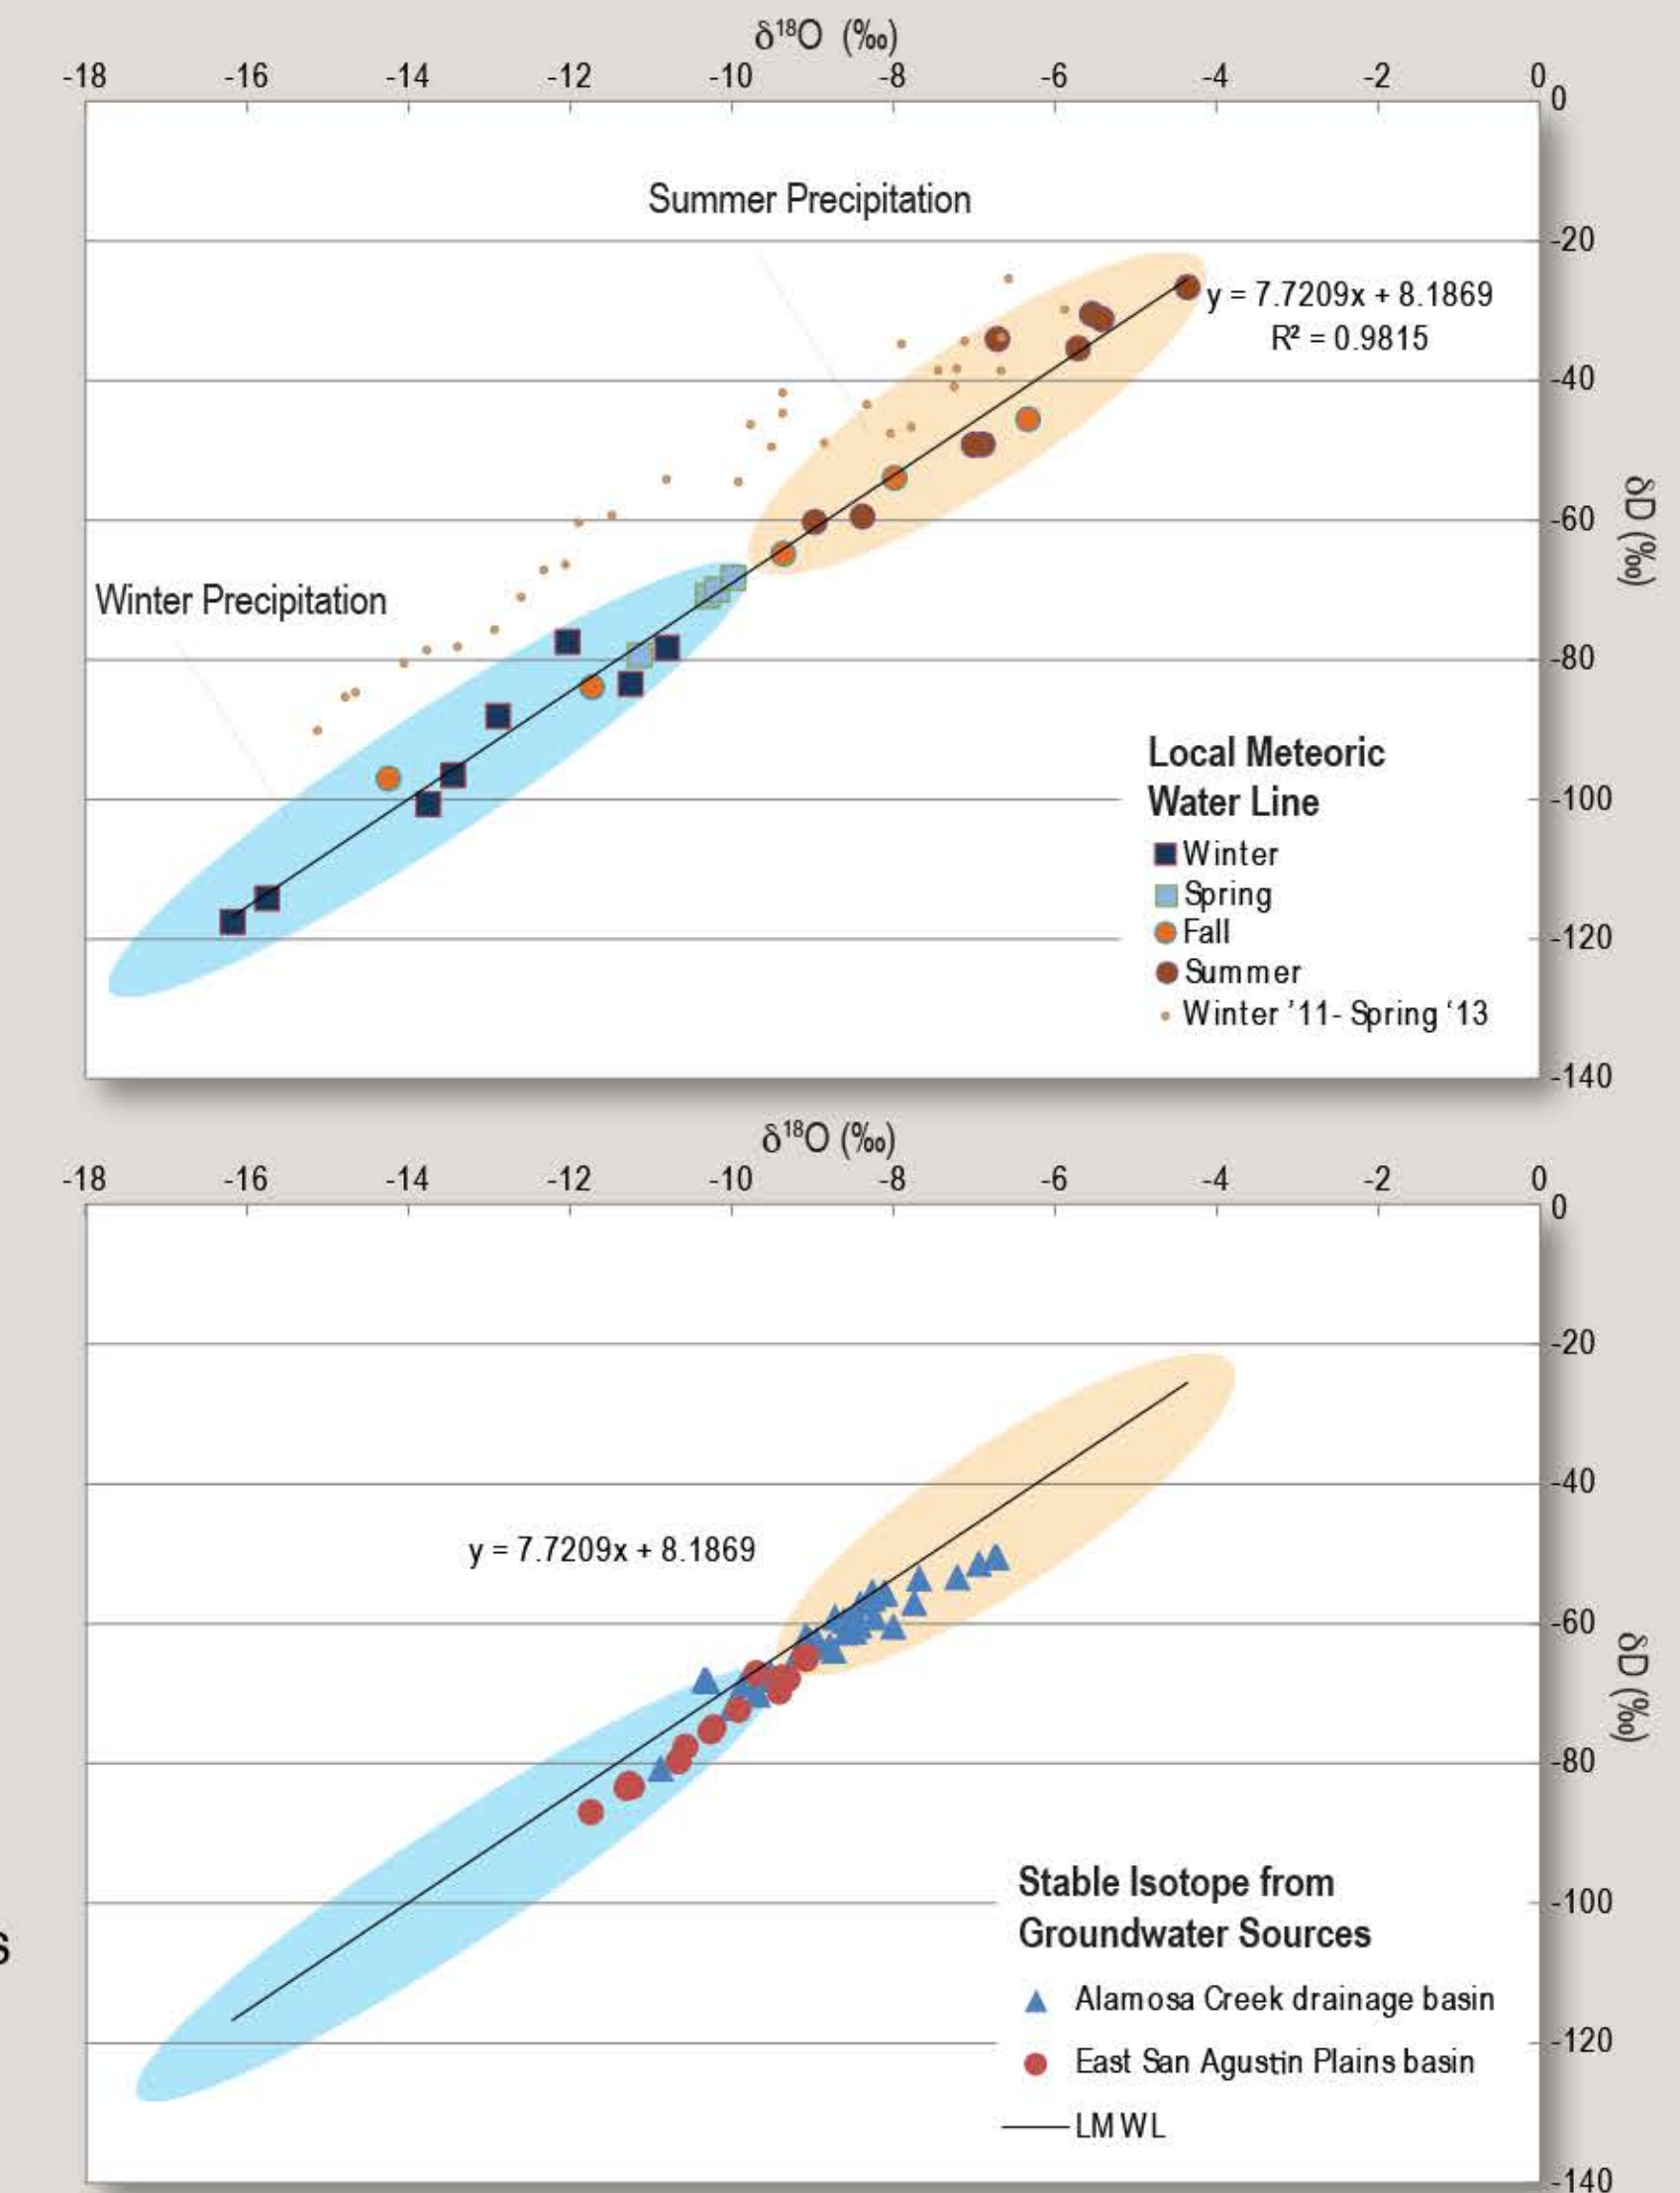 δ¹⁸O (‰)
-18 -16 -14 -12 -10 -8 -6 -4 -2 0
0
Summer Precipitation
-20
y = 7.7209x + 8.1869
R² = 0.9815
-40
-60
δD (‰)
Winter Precipitation
-80
Local Meteoric
Water Line
-100
Winter
Spring
Fall
-120
Summer
Winter ’11- Spring ‘13
-140
δ¹⁸O (‰)
-18 -16 -14 -12 -10 -8 -6 -4 -2 0
0
-20
-40
y = 7.7209x + 8.1869
-60
δD (‰)
-80
Stable Isotope from
-100
Groundwater Sources
s
Alamosa Creek drainage basin
-120
East San Agustin Plains basin
LMWL
-140